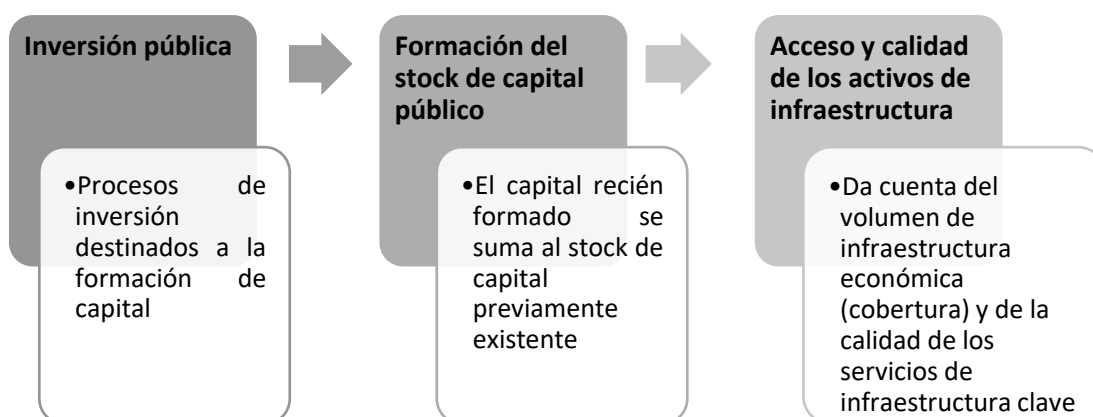 Inversión pública
•Procesos de
inversión
destinados a la
formación de
capital
Formación del
stock de capital
público
•El capital recién
formado se
suma al stock de
capital
previamente
existente
Acceso y calidad
de los activos de
infraestructura
•Da cuenta del
volumen de
infraestructura
económica
(cobertura) y de la
calidad de los
servicios de
infraestructura clave